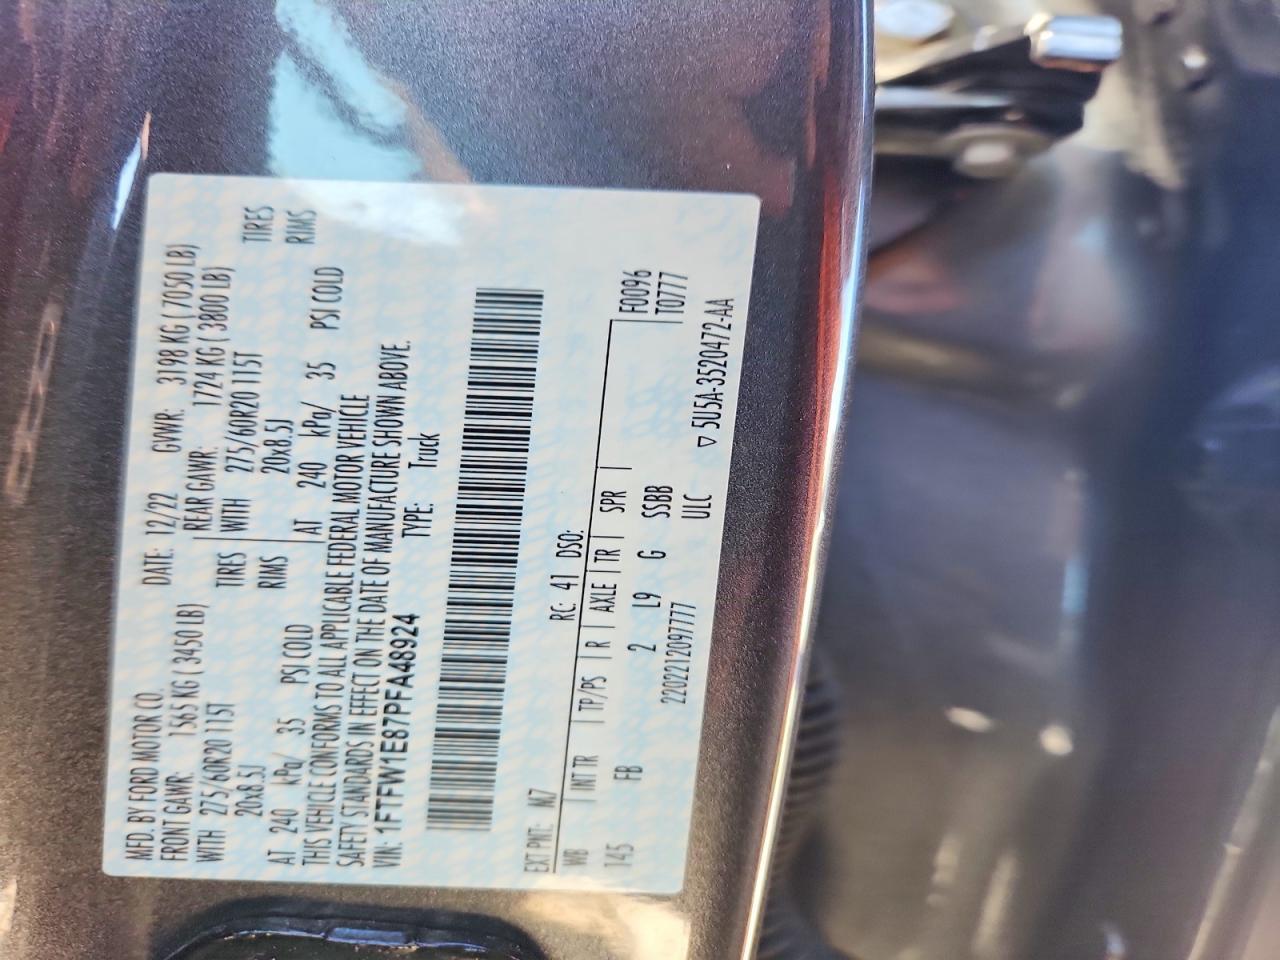 MFD. BY FORD MOTOR CO. DATE: 12/22 GVWR: 3198 KG ( 7050 LB)
FRONT GAWR: 1565 KG ( 3450 LB) REAR GAWR: 1724 KG ( 3800 LB)
WITH 275/60R20 115T TIRES WITH 275/60R20 115T TIRES
20x8.5J RIMS 20x8.5J RIMS
AT 240 kPa/ 35 PSI COLD AT 240 kPa/ 35 PSI COLD
THIS VEHICLE CONFORMS TO ALL APPLICABLE FEDERAL MOTOR VEHICLE
SAFETY STANDARDS IN EFFECT ON THE DATE OF MANUFACTURE SHOWN ABOVE.
VIN: 1FTFW1E87PFA48924 TYPE: Truck
EXT PNT: M7 RC: 41 DSO:
WB INT TR TP/PS R AXLE TR SPR F0096
145 FB 2 L9 G SSBB T0777
2202212097777 ULC
▽ 5U5A-3520472-AA